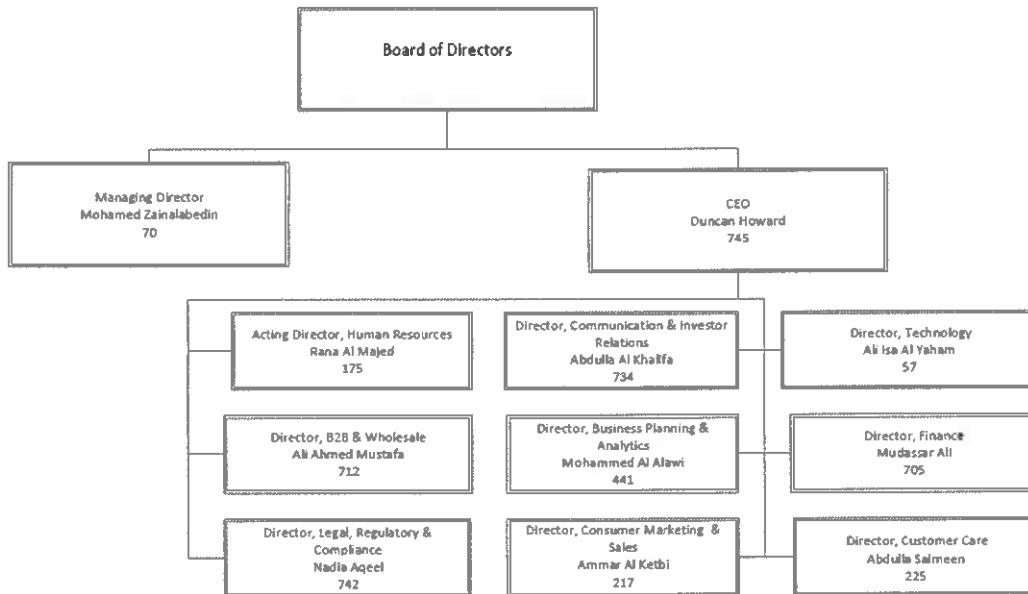 Board of Directors
Managing Director
Mohamed Zainalabedin
70
CEO
Duncan Howard
745
Acting Director, Human Resources
Rana Al Majed
175
Director, Communication & Investor
Relations
Abdulla Al Khalifa
734
Director, Technology
Ali Isa Al Yaham
57
Director, B2B & Wholesale
Ali Ahmed Mustafa
712
Director, Business Planning &
Analytics
Mohammed Al Alawi
441
Director, Finance
Mudassar Ali
705
Director, Legal, Regulatory &
Compliance
Nadia Aqeel
742
Director, Consumer Marketing & 
Sales
Ammar Al Ketbi
217
Director, Customer Care
Abdulla Salmeen
225